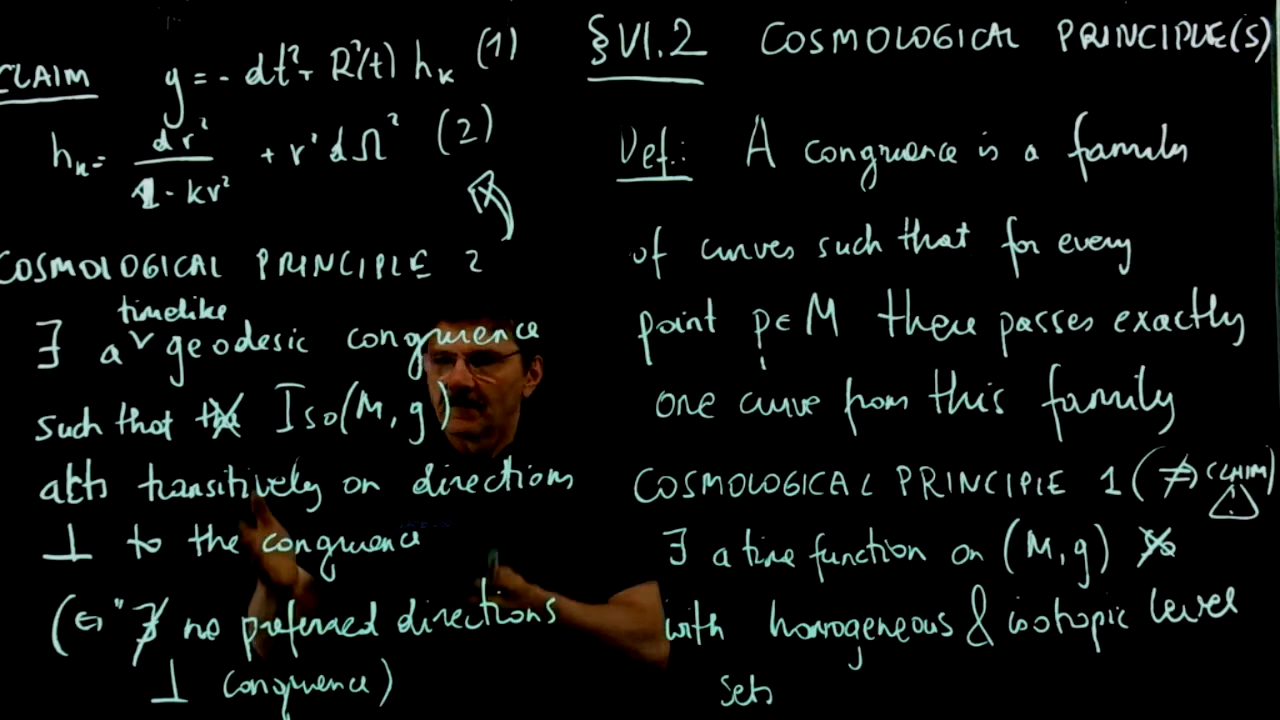 CLAIM g = - dt² + R²(t) h_k (1)
h_k = dr² / 1 - kr² + r² dΩ² (2)
COSMOLOGICAL PRINCIPLE 2
timelike
∃ a ∨ geodesic congruence
such that Iso(M, g)
acts transitively on directions
⊥ to the congruence
(⇔ " no preferred directions
⊥ congruence)
§VI.2 COSMOLOGICAL PRINCIPLE(S)
Def.: A congruence is a family
of curves such that for every
point p ∈ M there passes exactly
one curve from this family
COSMOLOGICAL PRINCIPLE 1 (⇏ CLAIM)
∃ a time function on (M, g)
with homogeneous & isotopic level
sets